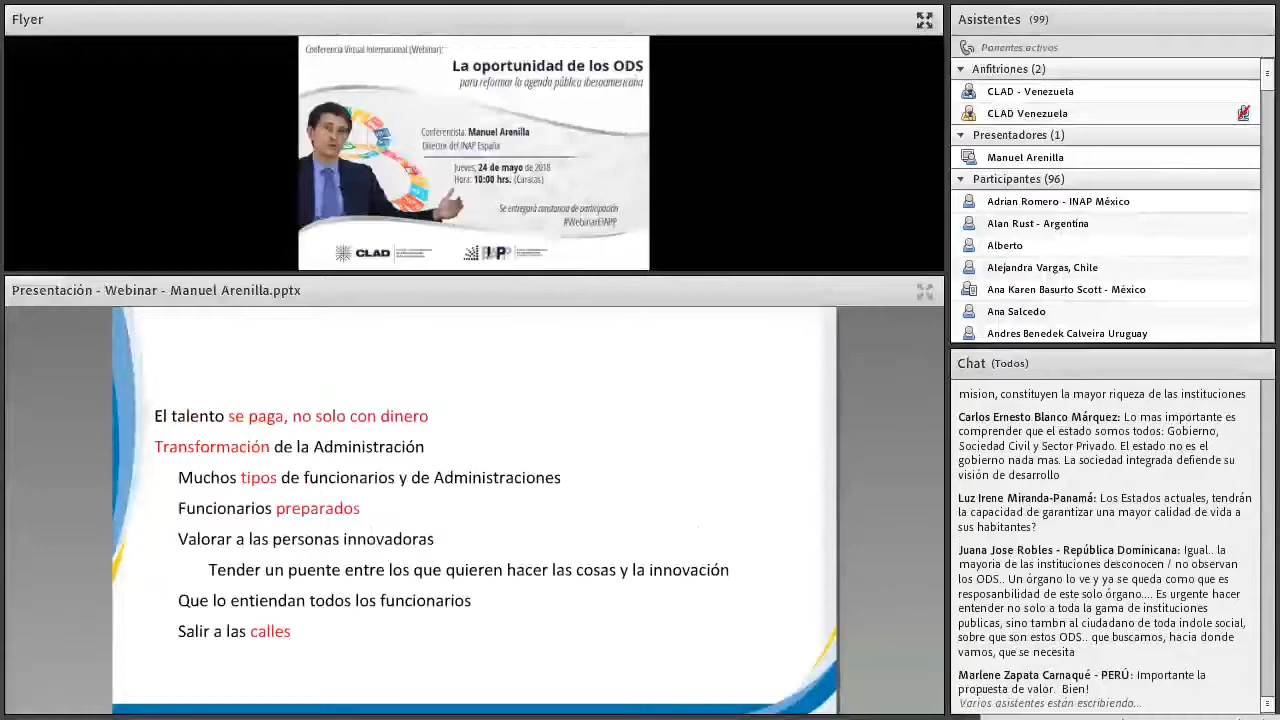 Flyer
Conferencia Virtual Internacional (Webinar):
La oportunidad de los ODS
para reformar la agenda pública iberoamericana
Conferencista: Manuel Arenilla
Director del INAP España
Jueves, 24 de mayo de 2018
Hora: 10:00 hrs. (Caracas)
Se entregará constancia de participación
#WebinarEIAPP
CLAD
Presentación - Webinar - Manuel Arenilla.pptx
El talento se paga, no solo con dinero
Transformación de la Administración
Muchos tipos de funcionarios y de Administraciones
Funcionarios preparados
Valorar a las personas innovadoras
Tender un puente entre los que quieren hacer las cosas y la innovación
Que lo entiendan todos los funcionarios
Salir a las calles
Asistentes (99)
Ponentes activos
Anfitriones (2)
CLAD - Venezuela
CLAD Venezuela
Presentadores (1)
Manuel Arenilla
Participantes (96)
Adrián Piñeiro - INAP México
Alan Rust - Argentina
Alberto
Alejandra Vargas, Chile
Ana Karen Basurto Scott - México
Ana Salcedo
Andres Benedek Calveira Uruguay
Chat (Todos)
mision, constituyen la mayor riqueza de las instituciones
Carlos Ernesto Blanco Márquez: Lo mas importante es
comprender que el estado somos todos: Gobierno,
Sociedad Civil y Sector Privado. El estado no es el
gobierno nada mas. La sociedad integrada defiende su
visión de desarrollo
Luz Irene Miranda-Panamá: Los Estados actuales, tendrán
la capacidad de garantizar una mayor calidad de vida a
sus habitantes?
Juana Jose Robles - República Dominicana: Igual.. la
mayoría de las instituciones desconocen / no observan
los ODS.. Un órgano lo ve y ya se queda como que es
resposanbilidad de este solo órgano.... Es urgente hacer
entender no solo a toda la gama de instituciones
publicas, sino tambn al ciudadano de toda indole social,
sobre que son estos ODS.. que buscamos, hacia donde
vamos, que se necesita
Marlene Zapata Carnaqué - PERÚ: Importante la
propuesta de valor. Bien!
Varios asistentes están escribiendo...